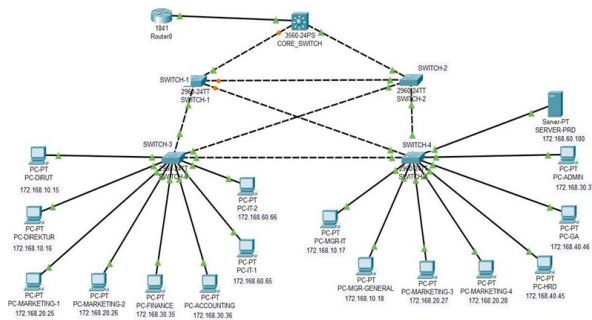 1841
Router0
3560-24PS
CORE_SWITCH
SWITCH-1
2960-24TT
SWITCH-1
SWITCH-2
2960-24TT
SWITCH-2
SWITCH-3
SWITCH-4
Server-PT
SERVER-PRD
172.168.60.100
PC-PT
PC-DIRUT
172.168.10.15
PC-PT
PC-ADMIN
172.168.30.3
PC-PT
PC-IT-2
172.168.60.66
PC-PT
PC-DIREKTUR
172.168.10.16
PC-PT
PC-MGR-IT
172.168.10.17
PC-PT
PC-GA
172.168.40.46
PC-PT
PC-IT-1
172.168.60.65
PC-PT
PC-MARKETING-1
172.168.20.25
PC-PT
PC-MARKETING-2
172.168.20.26
PC-PT
PC-FINANCE
172.168.30.35
PC-PT
PC-ACCOUNTING
172.168.30.36
PC-PT
PC-MGR-GENERAL
172.168.10.18
PC-PT
PC-MARKETING-3
172.168.20.27
PC-PT
PC-MARKETING-4
172.168.20.28
PC-PT
PC-HRD
172.168.40.45